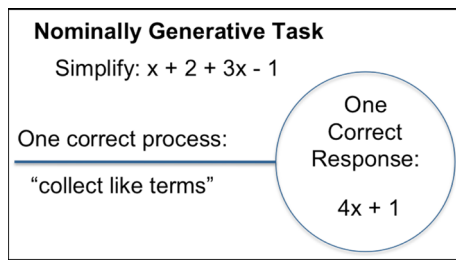 Nominally Generative Task
Simplify: x + 2 + 3x - 1
One correct process:
“collect like terms”
One
Correct
Response:
4x + 1